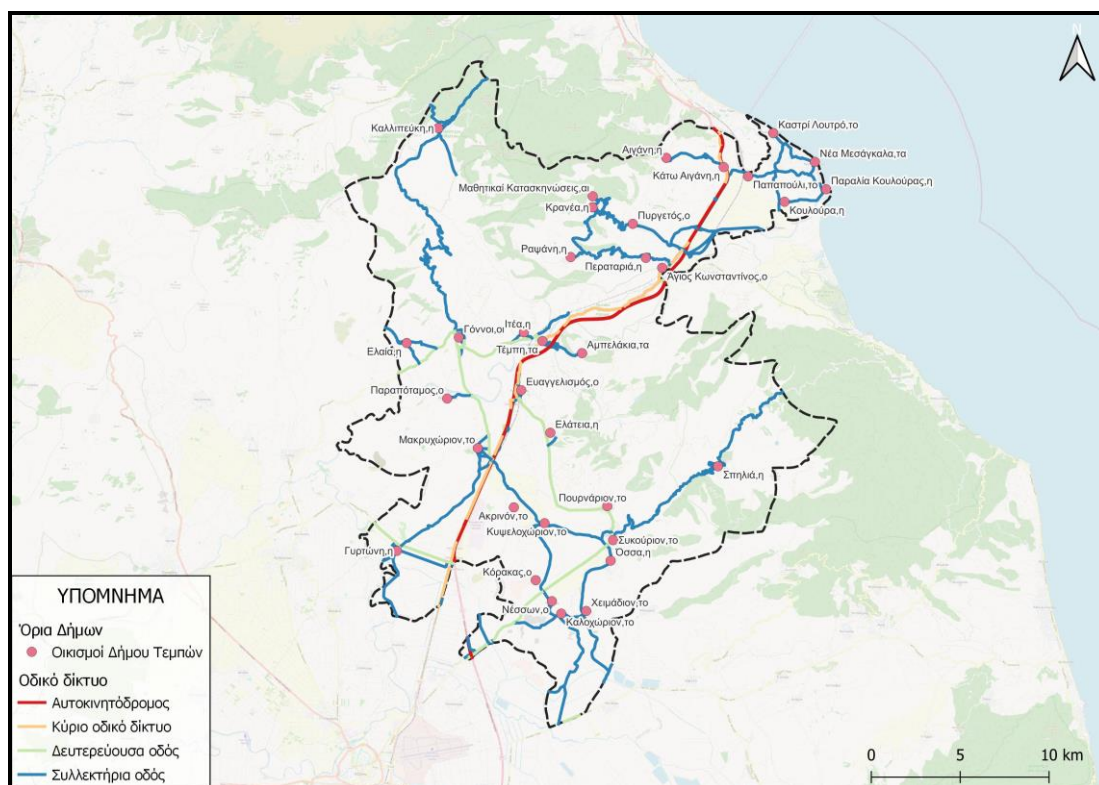 N
Καλλιπεύκη,η
Καστρί Λουτρό,το
Αιγάνη,η
Νέα Μεσάγκαλα,τα
Κάτω Αιγάνη,η
Παπαπούλι,το
Παραλία Κουλούρας,η
Μαθητικαί Κατασκηνώσεις,αι
Κρανέα,η
Κουλούρα,η
Πυργετός,ο
Ραψάνη,η
Περαταριά,η
Άγιος Κωνσταντίνος,ο
Ιτέα,η
Γόννοι,οι
Τέμπη,τα
Αμπελάκια,τα
Ελαία,η
Ευαγγελισμός,ο
Παραπόταμος,ο
Ελάτεια,η
Μακρυχώριον,το
Σπηλιά,η
Πουρνάριον,το
Ακρινόν,το
Κυψελοχώριον,το
Συκούριον,το
Γυρτώνη,η
Όσσα,η
Κόρακας,ο
Νέσσων,ο
Χειμάδιον,το
Καλοχώριον,το
ΥΠΟΜΝΗΜΑ
Όρια Δήμων
Οικισμοί Δήμου Τεμπών
Οδικό δίκτυο
Αυτοκινητόδρομος
Κύριο οδικό δίκτυο
Δευτερεύουσα οδός
Συλλεκτήρια οδός
0 5 10 km